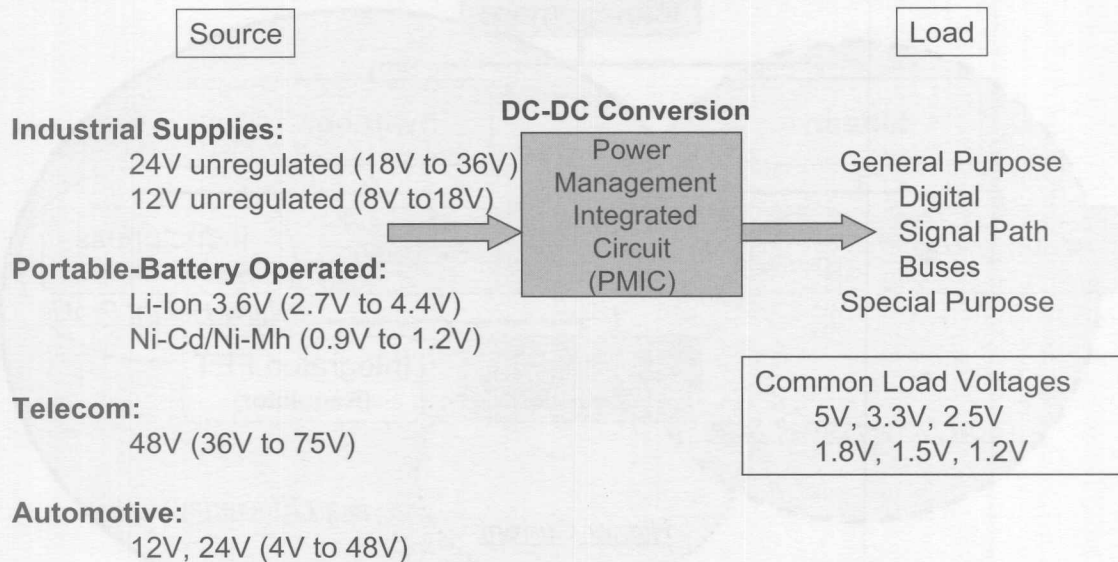 Source
Load
DC-DC Conversion
Industrial Supplies:
24V unregulated (18V to 36V)
12V unregulated (8V to18V)
Portable-Battery Operated:
Li-Ion 3.6V (2.7V to 4.4V)
Ni-Cd/Ni-Mh (0.9V to 1.2V)
Telecom:
48V (36V to 75V)
Automotive:
12V, 24V (4V to 48V)
Power
Management
Integrated
Circuit
(PMIC)
General Purpose
Digital
Signal Path
Buses
Special Purpose
Common Load Voltages
5V, 3.3V, 2.5V
1.8V, 1.5V, 1.2V